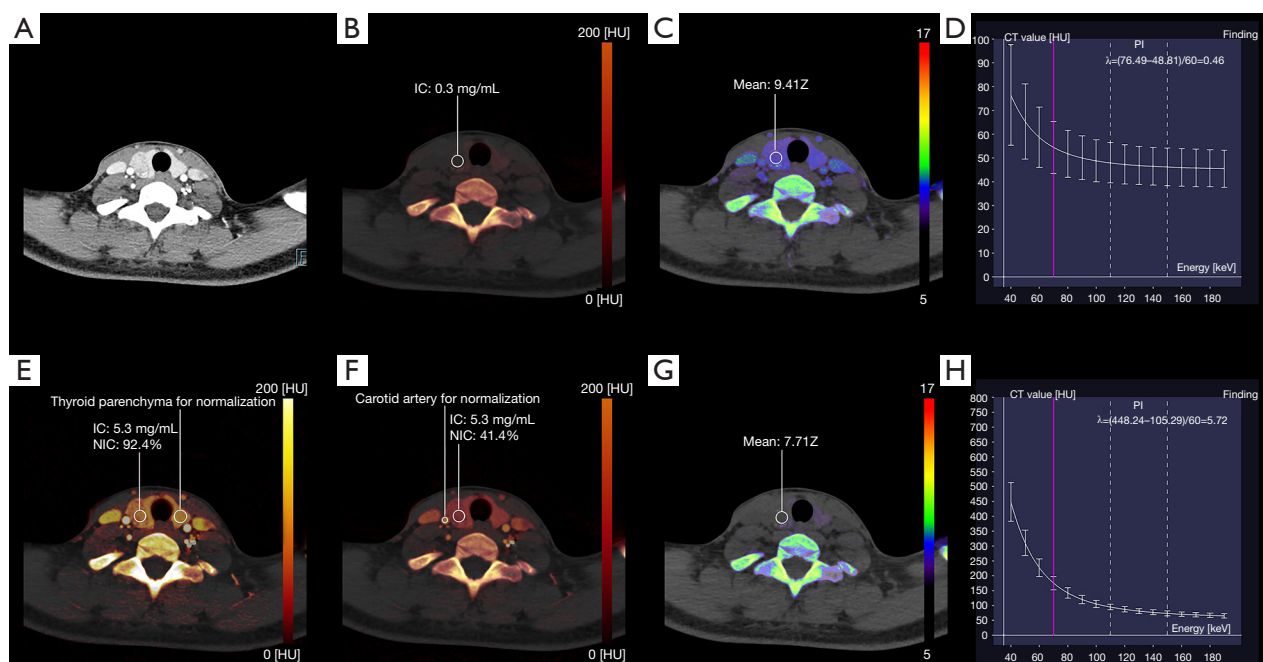 A
B
200 [HU]
IC: 0.3 mg/mL
0 [HU]
C
17
Mean: 9.41Z
5
D
CT value [HU]
Finding
PI
λ=(76.49–48.81)/60=0.46
100
90
80
70
60
50
40
30
20
10
0
Energy [keV]
40 60 80 100 120 140 160 180
E
200 [HU]
Thyroid parenchyma for normalization
IC: 5.3 mg/mL
NIC: 92.4%
0 [HU]
F
200 [HU]
Carotid artery for normalization
IC: 5.3 mg/mL
NIC: 41.4%
0 [HU]
G
17
Mean: 7.71Z
5
H
CT value [HU]
Finding
PI
λ=(448.24–105.29)/60=5.72
800
750
700
650
600
550
500
450
400
350
300
250
200
150
100
50
0
Energy [keV]
40 60 80 100 120 140 160 180